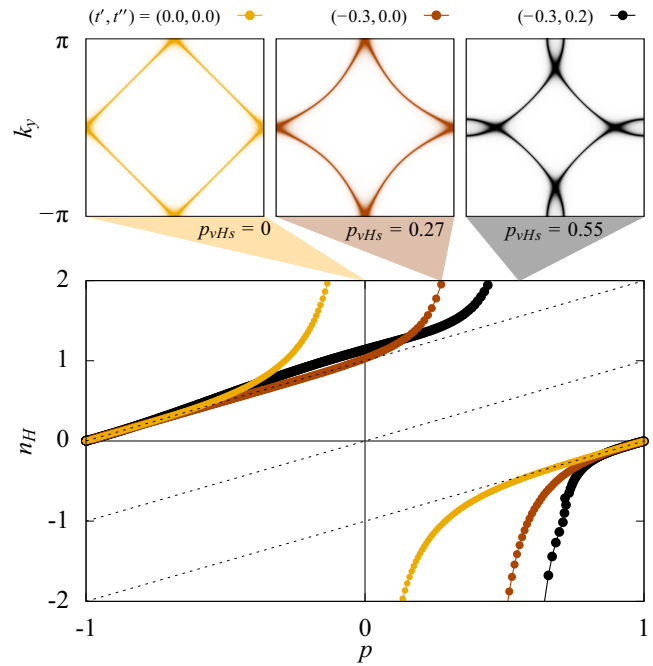 (t′, t″) = (0.0, 0.0) (−0.3, 0.0) (−0.3, 0.2)
π
k_y
−π
p_vHs = 0 p_vHs = 0.27 p_vHs = 0.55
2
1
0
-1
-2
n_H
-1 0 1
p